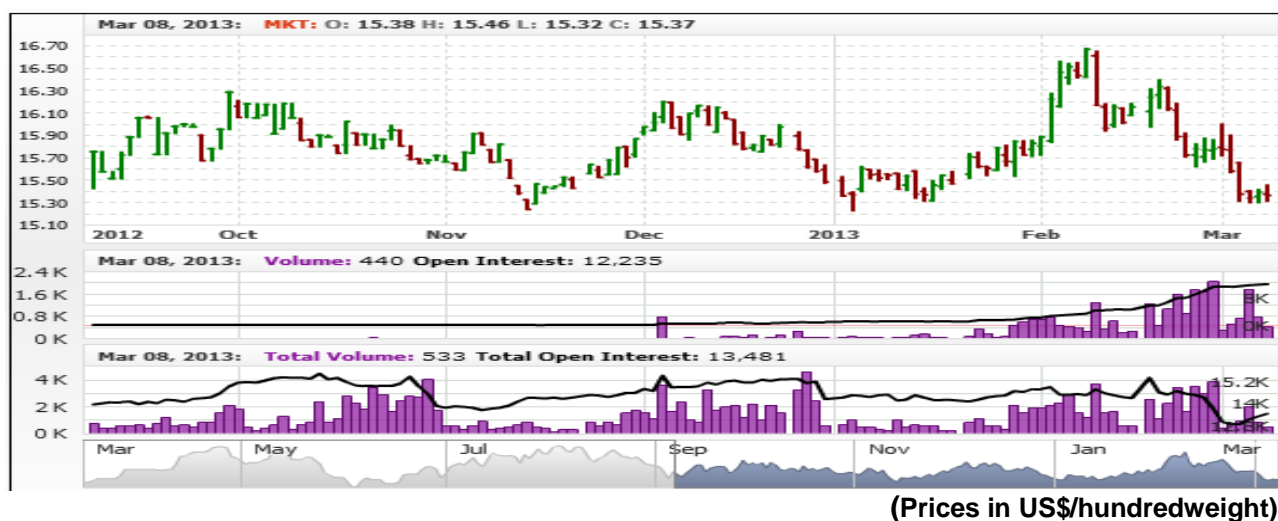 Mar 08, 2013: MKT: O: 15.38 H: 15.46 L: 15.32 C: 15.37
16.70
16.50
16.30
16.10
15.90
15.70
15.50
15.30
15.10
2012 Oct Nov Dec 2013 Feb Mar
Mar 08, 2013: Volume: 440 Open Interest: 12,235
2.4 K
1.6 K
0.8 K
0 K
8K
0K
Mar 08, 2013: Total Volume: 533 Total Open Interest: 13,481
4 K
2 K
0 K
15.2K
14K
12.8K
Mar May Jul Sep Nov Jan Mar
(Prices in US$/hundredweight)